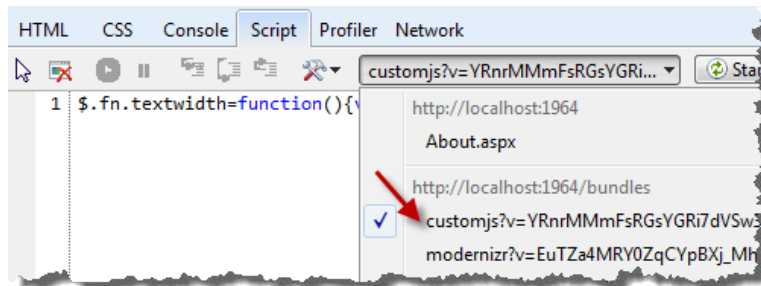 HTML CSS Console Script Profiler Network
customjs?v=YRnrMMmFsRGsYGRi... Sta
1 $.fn.textwidth=function(){
http://localhost:1964
About.aspx
http://localhost:1964/bundles
customjs?v=YRnrMMmFsRGsYGRi7dVSw3
modernizr?v=EuTZa4MRY0ZqCYpBXj_Mh